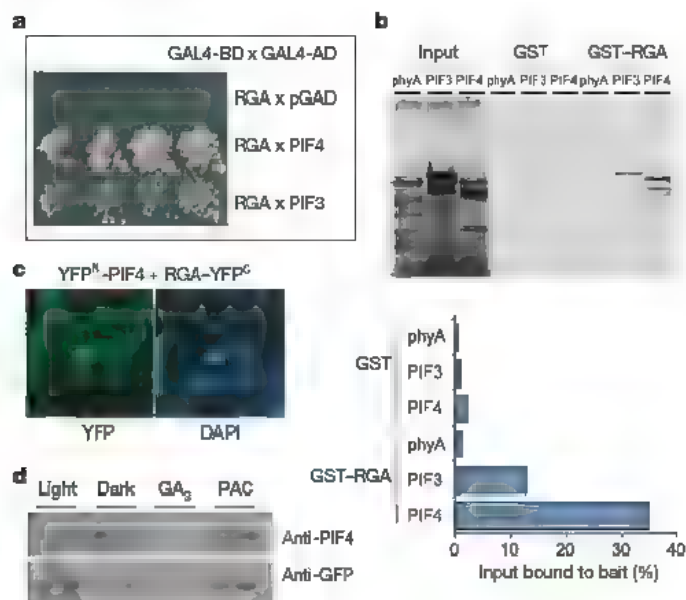 a
GAL4-BD x GAL4-AD
RGA x pGAD
RGA x PIF4
RGA x PIF3
b
Input GST GST-RGA
phyA PIF3 PIF4 phyA PIF3 PIF4 phyA PIF3 PIF4
c
YFPᴺ-PIF4 + RGA-YFPᶜ
YFP DAPI
GST
phyA
PIF3
PIF4
GST-RGA
phyA
PIF3
PIF4
0 10 20 30 40
Input bound to bait (%)
d
Light Dark GA₃ PAC
Anti-PIF4
Anti-GFP